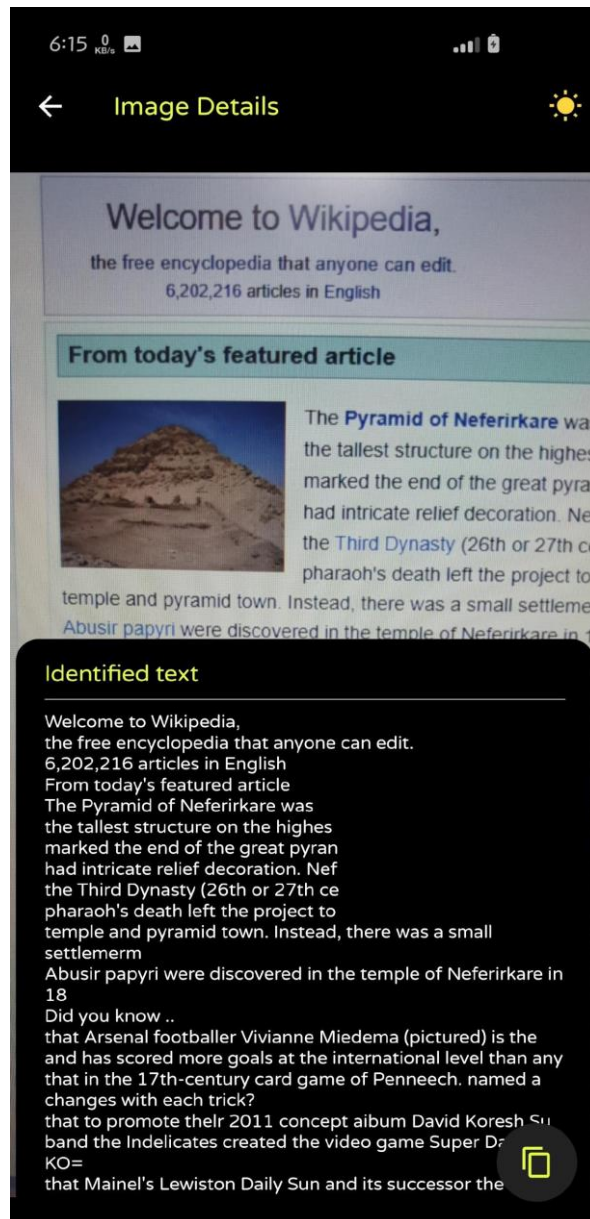 6:15 0 KB/s
Image Details
Welcome to Wikipedia,
the free encyclopedia that anyone can edit.
6,202,216 articles in English
From today's featured article
The Pyramid of Neferirkare wa
the tallest structure on the highes
marked the end of the great pyra
had intricate relief decoration. Ne
the Third Dynasty (26th or 27th c
pharaoh's death left the project to
temple and pyramid town. Instead, there was a small settleme
Abusir papyri were discovered in the temple of Neferirkare in 1
Identified text
Welcome to Wikipedia,
the free encyclopedia that anyone can edit.
6,202,216 articles in English
From today's featured article
The Pyramid of Neferirkare was
the tallest structure on the highes
marked the end of the great pyran
had intricate relief decoration. Nef
the Third Dynasty (26th or 27th ce
pharaoh's death left the project to
temple and pyramid town. Instead, there was a small
settlemerm
Abusir papyri were discovered in the temple of Neferirkare in
18
Did you know ..
that Arsenal footballer Vivianne Miedema (pictured) is the
and has scored more goals at the international level than any
that in the 17th-century card game of Penneech. named a
changes with each trick?
that to promote thelr 2011 concept aibum David Koresh Su
band the Indelicates created the video game Super Da
KO=
that Mainel's Lewiston Daily Sun and its successor the